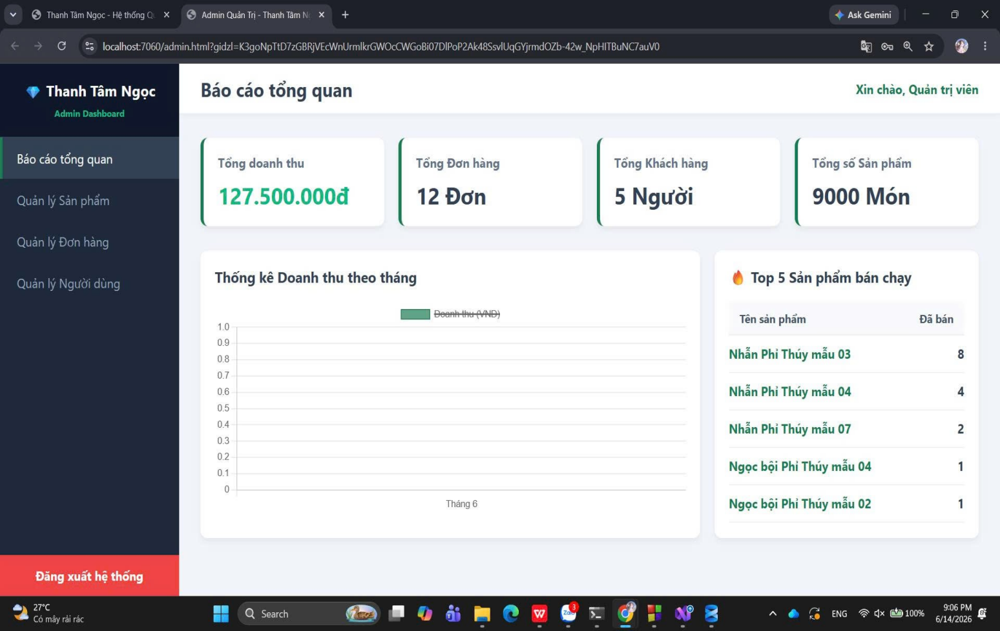 Thanh Tâm Ngọc - Hệ thống Q
Admin Quản Trị - Thanh Tâm N
Ask Gemini
localhost:7060/admin.html?gidzl=K3goNpTtD7zGBRjVEcWnUrmlkrGWOcCWGoBi07DlPoP2Ak48SsvlUqGYjrmdOZb-42w_NpHITBuNC7auV0
Thanh Tâm Ngọc
Admin Dashboard
Báo cáo tổng quan
Quản lý Sản phẩm
Quản lý Đơn hàng
Quản lý Người dùng
Đăng xuất hệ thống
Báo cáo tổng quan
Xin chào, Quản trị viên
Tổng doanh thu
127.500.000đ
Tổng Đơn hàng
12 Đơn
Tổng Khách hàng
5 Người
Tổng số Sản phẩm
9000 Món
Thống kê Doanh thu theo tháng
Doanh thu (VNĐ)
1.0
0.9
0.8
0.7
0.6
0.5
0.4
0.3
0.2
0.1
0
Tháng 6
Top 5 Sản phẩm bán chạy
Tên sản phẩm Đã bán
Nhẫn Phỉ Thúy mẫu 03 8
Nhẫn Phỉ Thúy mẫu 04 4
Nhẫn Phỉ Thúy mẫu 07 2
Ngọc bội Phỉ Thúy mẫu 04 1
Ngọc bội Phỉ Thúy mẫu 02 1
27°C
Có mây rải rác
Search
Zalo
3
ENG
100%
9:06 PM
6/14/2026